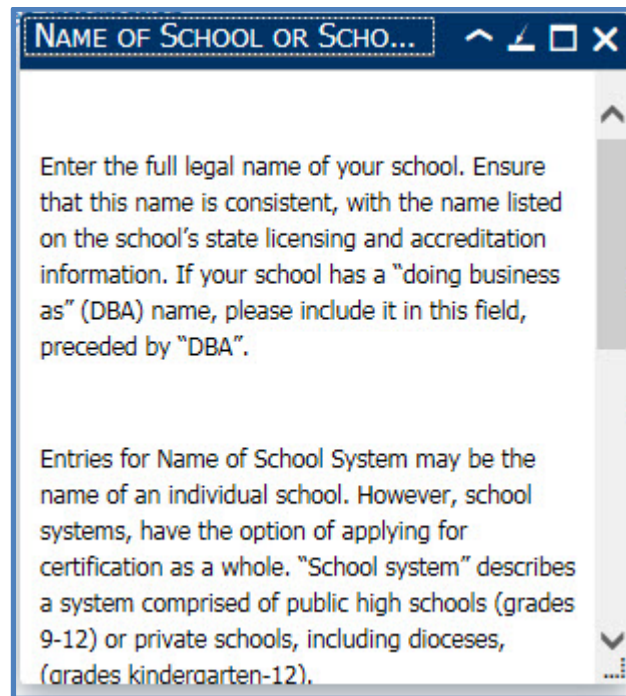 NAME OF SCHOOL OR SCHO...
Enter the full legal name of your school. Ensure
that this name is consistent, with the name listed
on the school’s state licensing and accreditation
information. If your school has a “doing business
as” (DBA) name, please include it in this field,
preceded by “DBA”.
Entries for Name of School System may be the
name of an individual school. However, school
systems, have the option of applying for
certification as a whole. “School system” describes
a system comprised of public high schools (grades
9-12) or private schools, including dioceses,
(grades kindergarten-12).